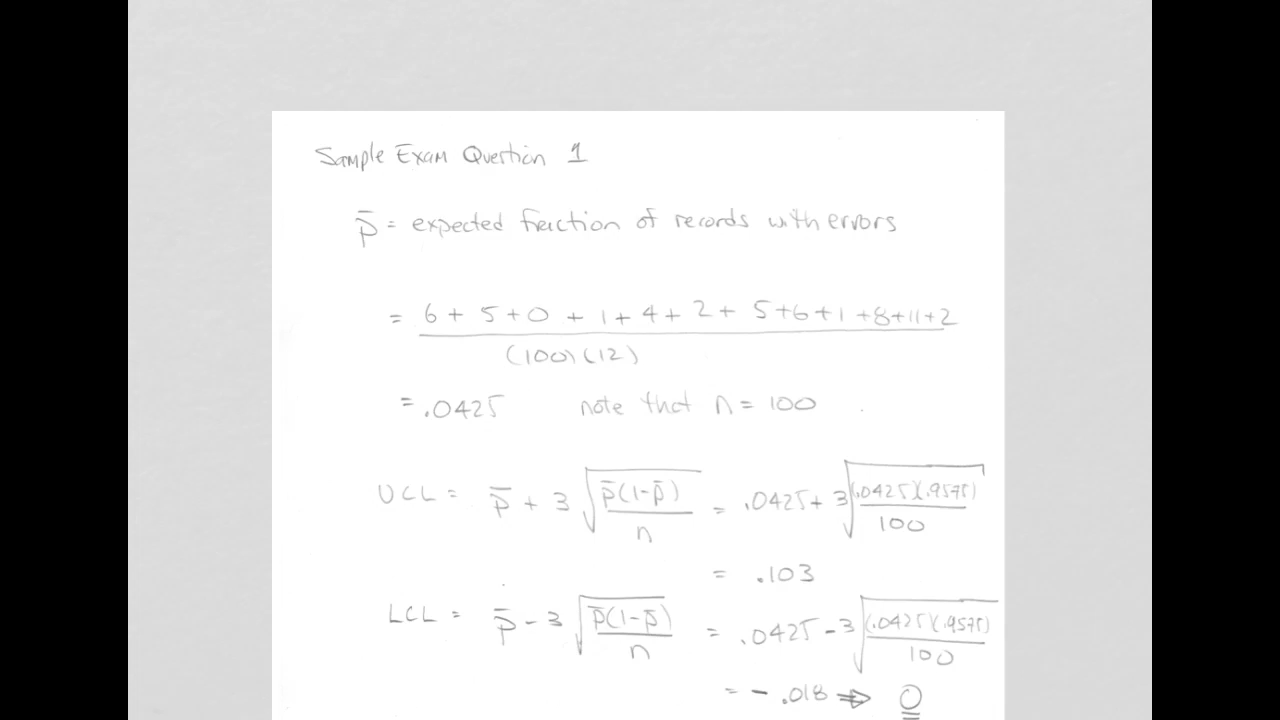 Sample Exam Question 1
p̄ = expected fraction of records with errors
= 6 + 5 + 0 + 1 + 4 + 2 + 5 + 6 + 1 + 8 + 11 + 2
(100)(12)
= .0425 note that n = 100
UCL = p̄ + 3 √ p̄(1-p̄) / n = .0425 + 3 √ (.0425)(.9575) / 100
= .103
LCL = p̄ - 3 √ p̄(1-p̄) / n = .0425 - 3 √ (.0425)(.9575) / 100
= - .018 ⇒ 0